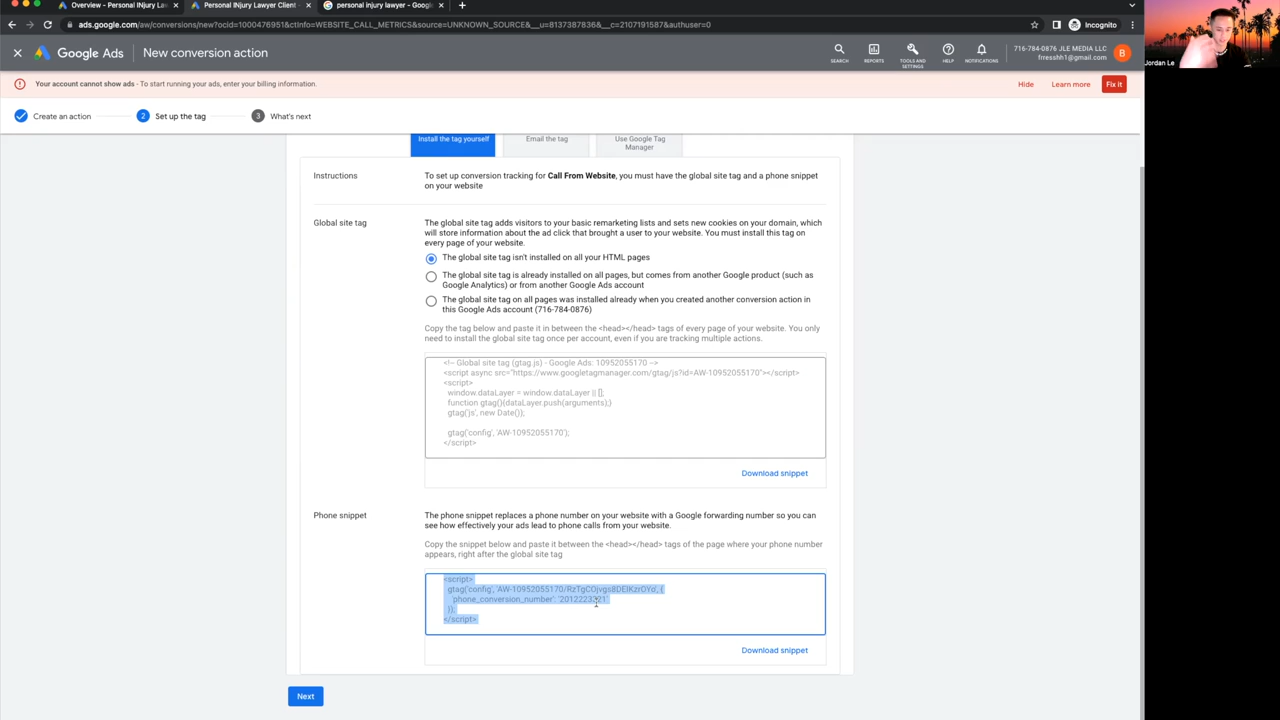 Overview - Personal INjury Law
Personal INjury Lawyer Client
personal injury lawyer - Google
ads.google.com/aw/conversions/new?ocid=1000476951&ctInfo=WEBSITE_CALL_METRICS&source=UNKNOWN_SOURCE&__u=8137387836&__c=2107191587&authuser=0
Incognito
Google Ads
New conversion action
SEARCH
REPORTS
TOOLS AND SETTINGS
HELP
NOTIFICATIONS
716-784-0876 JLE MEDIA LLC
frresshh1@gmail.com
B
Jordan Le
Your account cannot show ads - To start running your ads, enter your billing information.
Hide
Learn more
Fix it
Create an action
2
Set up the tag
3
What's next
Install the tag yourself
Email the tag
Use Google Tag
Manager
Instructions
To set up conversion tracking for Call From Website, you must have the global site tag and a phone snippet
on your website
Global site tag
The global site tag adds visitors to your basic remarketing lists and sets new cookies on your domain, which
will store information about the ad click that brought a user to your website. You must install this tag on
every page of your website.
The global site tag isn't installed on all your HTML pages
The global site tag is already installed on all pages, but comes from another Google product (such as
Google Analytics) or from another Google Ads account
The global site tag on all pages was installed already when you created another conversion action in
this Google Ads account (716-784-0876)
Copy the tag below and paste it in between the <head></head> tags of every page of your website. You only
need to install the global site tag once per account, even if you are tracking multiple actions.
<!-- Global site tag (gtag.js) - Google Ads: 10952055170 -->
<script async src="https://www.googletagmanager.com/gtag/js?id=AW-10952055170"></script>
<script>
window.dataLayer = window.dataLayer || [];
function gtag(){dataLayer.push(arguments);}
gtag('js', new Date());
gtag('config', 'AW-10952055170');
</script>
Download snippet
Phone snippet
The phone snippet replaces a phone number on your website with a Google forwarding number so you can
see how effectively your ads lead to phone calls from your website.
Copy the snippet below and paste it between the <head></head> tags of the page where your phone number
appears, right after the global site tag
<script>
gtag('config', 'AW-10952055170/RzTgCOjvgs8DEIKzrOYo', {
'phone_conversion_number': '2012223321'
});
</script>
Download snippet
Next